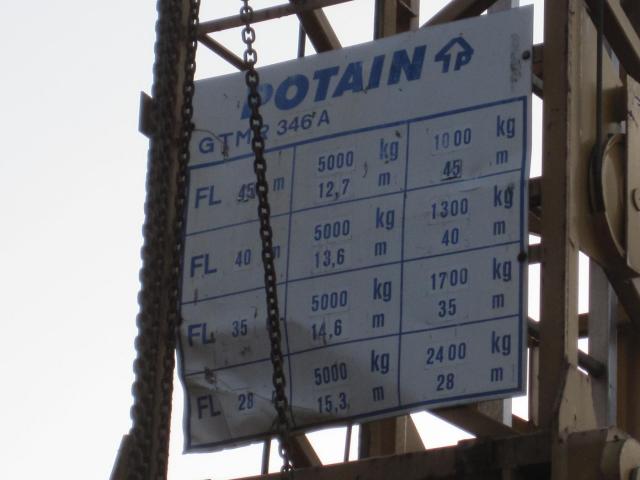 POTAIN
GTMR 346 A
FL 45 m 5000 kg 12,7 m 1000 kg 45 m
FL 40 m 5000 kg 13,6 m 1300 kg 40 m
FL 35 5000 kg 14,6 m 1700 kg 35 m
FL 28 5000 kg 15,3 m 2400 kg 28 m